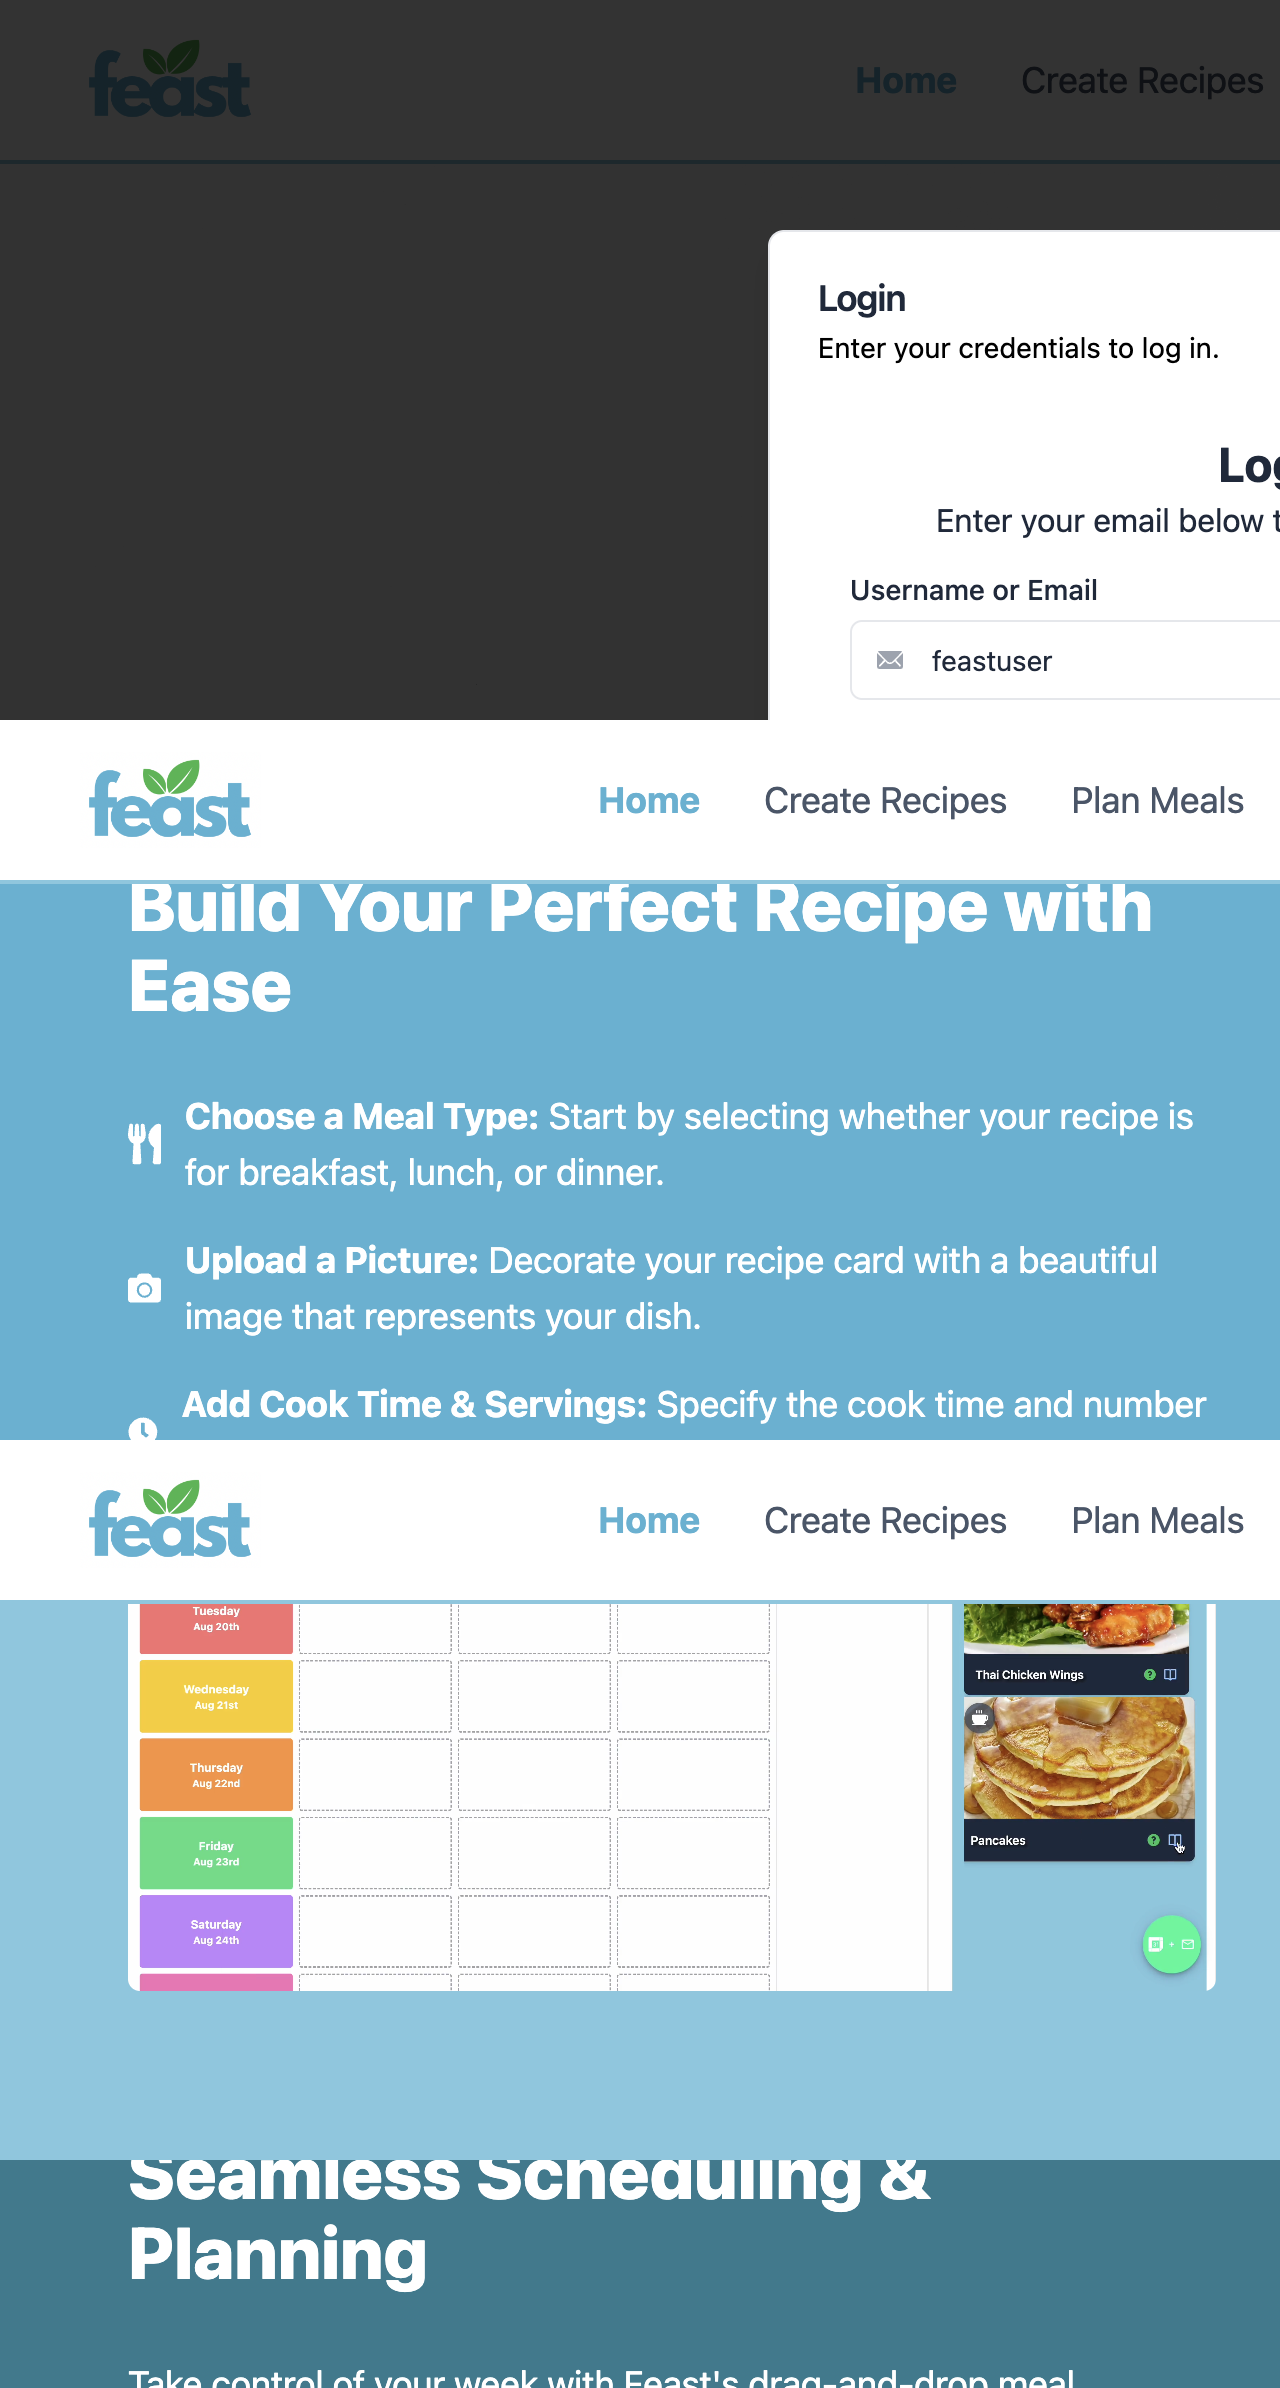 feast
Home
Create Recipes
Login
Enter your credentials to log in.
Log
Enter your email below t
Username or Email
feastuser
feast
Home
Create Recipes
Plan Meals
Build Your Perfect Recipe with
Ease
Choose a Meal Type: Start by selecting whether your recipe is
for breakfast, lunch, or dinner.
Upload a Picture: Decorate your recipe card with a beautiful
image that represents your dish.
Add Cook Time & Servings: Specify the cook time and number
feast
Home
Create Recipes
Plan Meals
Tuesday
Aug 20th
Wednesday
Aug 21st
Thursday
Aug 22nd
Friday
Aug 23rd
Saturday
Aug 24th
Thai Chicken Wings
Pancakes
Seamless Scheduling &
Planning
Take control of your week with Feast's drag-and-drop meal